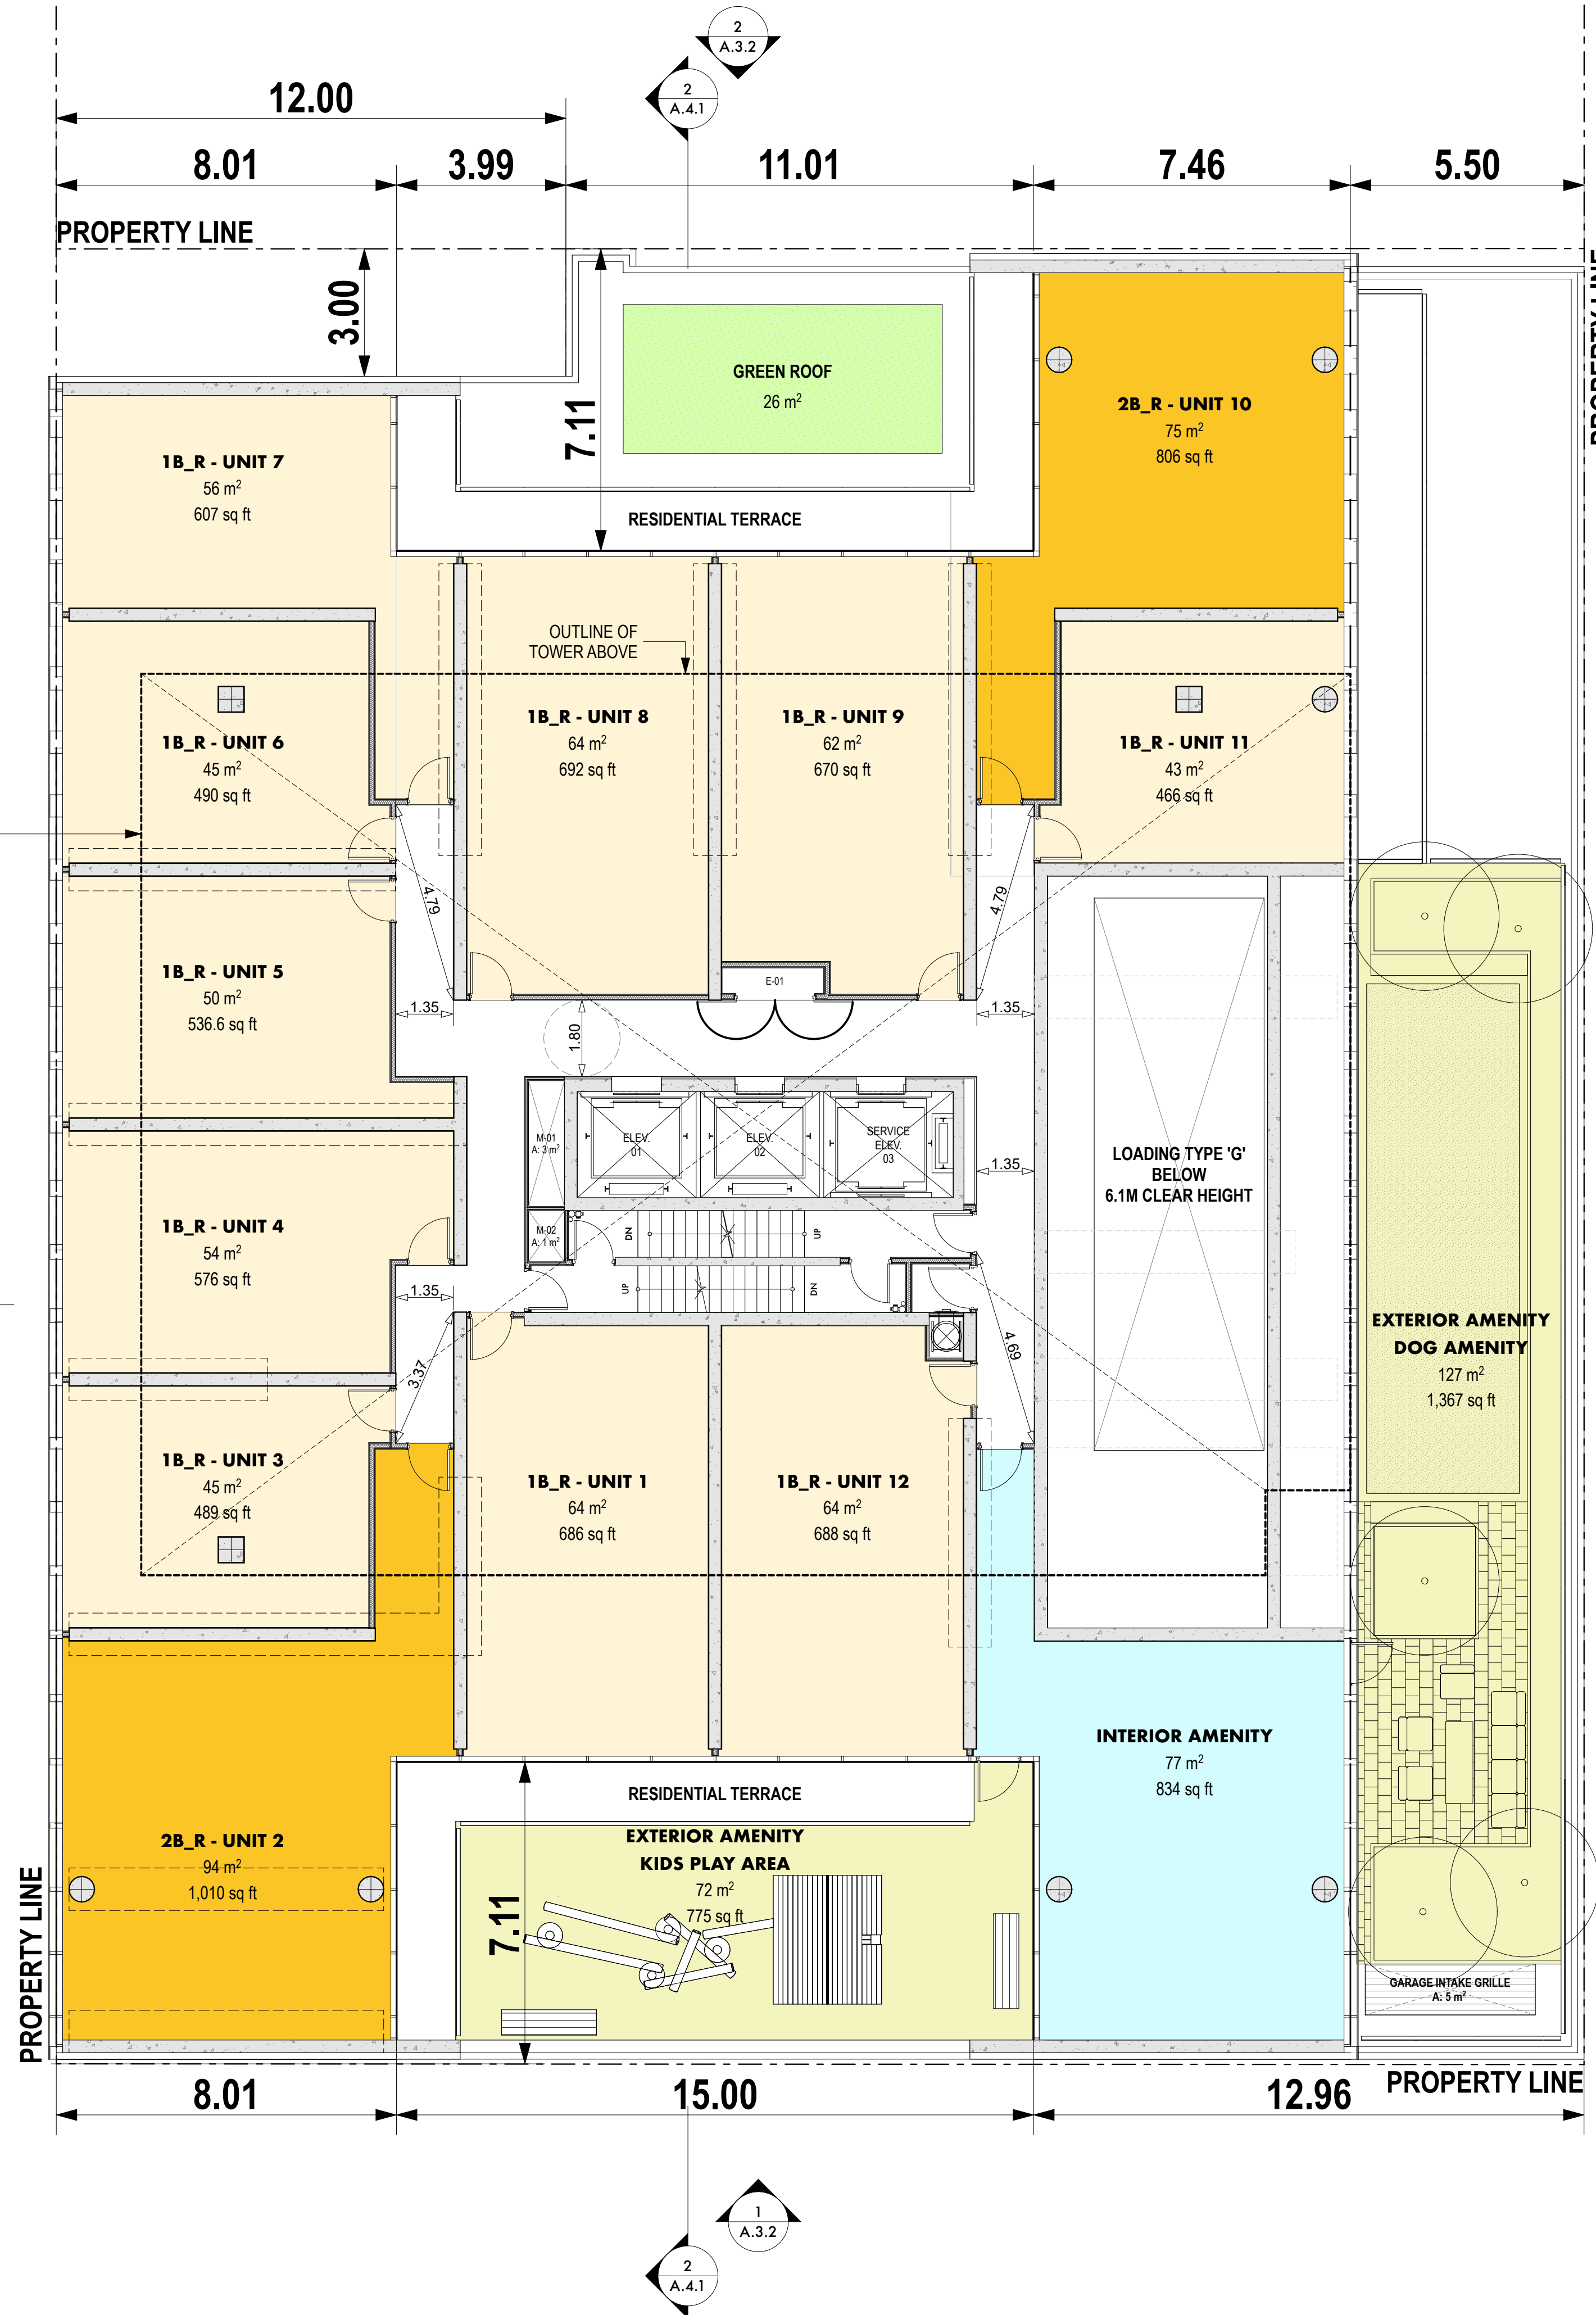 2
A.3.2
2
A.4.1
12.00
8.01
3.99
11.01
7.46
5.50
PROPERTY LINE
3.00
7.11
GREEN ROOF
26 m²
2B_R - UNIT 10
75 m²
806 sq ft
PROPERTY LINE
1B_R - UNIT 7
56 m²
607 sq ft
RESIDENTIAL TERRACE
OUTLINE OF
TOWER ABOVE
1B_R - UNIT 6
45 m²
490 sq ft
1B_R - UNIT 8
64 m²
692 sq ft
1B_R - UNIT 9
62 m²
670 sq ft
1B_R - UNIT 11
43 m²
466 sq ft
4.79
4.79
1B_R - UNIT 5
50 m²
536.6 sq ft
E-01
1.35
1.80
1.35
M-01
A: 3 m²
ELEV.
01
ELEV.
02
SERVICE
ELEV.
03
1.35
LOADING TYPE 'G'
BELOW
6.1M CLEAR HEIGHT
1B_R - UNIT 4
54 m²
576 sq ft
M-02
A: 1 m²
DN
UP
UP
DN
1.35
3.37
4.69
EXTERIOR AMENITY
DOG AMENITY
127 m²
1,367 sq ft
1B_R - UNIT 3
45 m²
489 sq ft
1B_R - UNIT 1
64 m²
686 sq ft
1B_R - UNIT 12
64 m²
688 sq ft
INTERIOR AMENITY
77 m²
834 sq ft
RESIDENTIAL TERRACE
2B_R - UNIT 2
94 m²
1,010 sq ft
EXTERIOR AMENITY
KIDS PLAY AREA
72 m²
775 sq ft
7.11
PROPERTY LINE
GARAGE INTAKE GRILLE
A: 5 m²
PROPERTY LINE
8.01
15.00
12.96
1
A.3.2
2
A.4.1